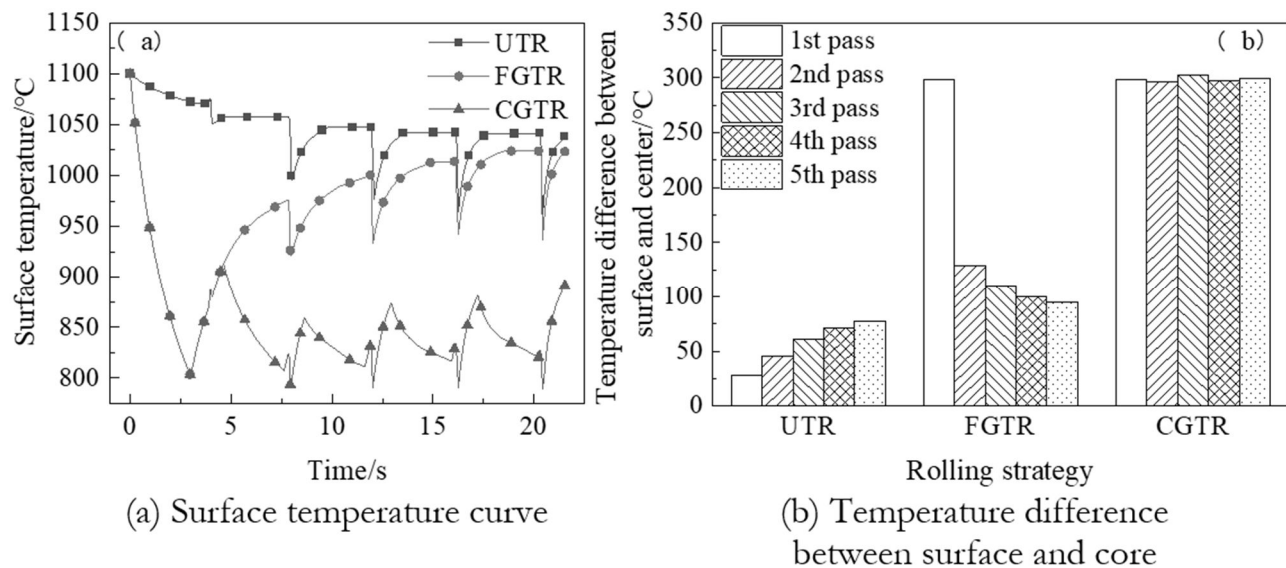 ( a)
UTR
FGTR
CGTR
Surface temperature/°C
1150
1100
1050
1000
950
900
850
800
0
5
10
15
20
Time/s
(a) Surface temperature curve
( b)
1st pass
2nd pass
3rd pass
4th pass
5th pass
Temperature difference between
surface and center/°C
350
300
250
200
150
100
50
0
UTR
FGTR
CGTR
Rolling strategy
(b) Temperature difference
between surface and core